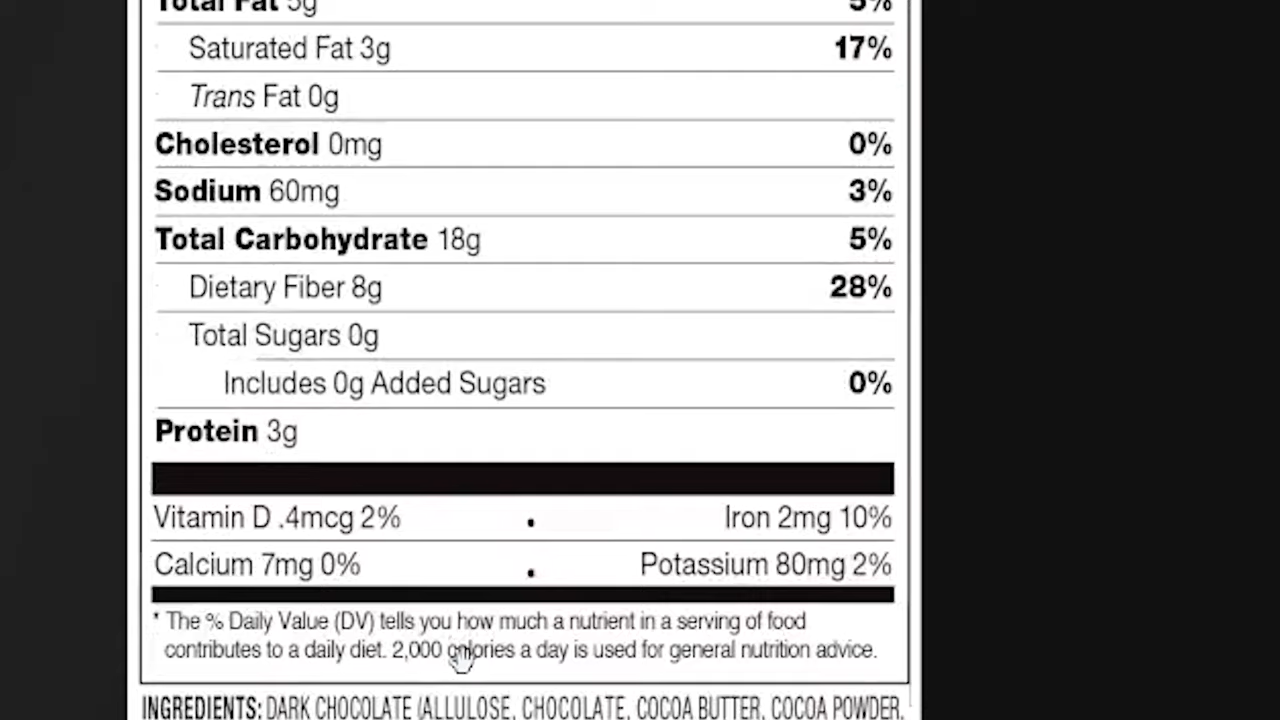 Total Fat 5g 5%
Saturated Fat 3g 17%
Trans Fat 0g
Cholesterol 0mg 0%
Sodium 60mg 3%
Total Carbohydrate 18g 5%
Dietary Fiber 8g 28%
Total Sugars 0g
Includes 0g Added Sugars 0%
Protein 3g
Vitamin D .4mcg 2% . Iron 2mg 10%
Calcium 7mg 0% . Potassium 80mg 2%
* The % Daily Value (DV) tells you how much a nutrient in a serving of food
contributes to a daily diet. 2,000 calories a day is used for general nutrition advice.
INGREDIENTS: DARK CHOCOLATE (ALLULOSE, CHOCOLATE, COCOA BUTTER, COCOA POWDER,